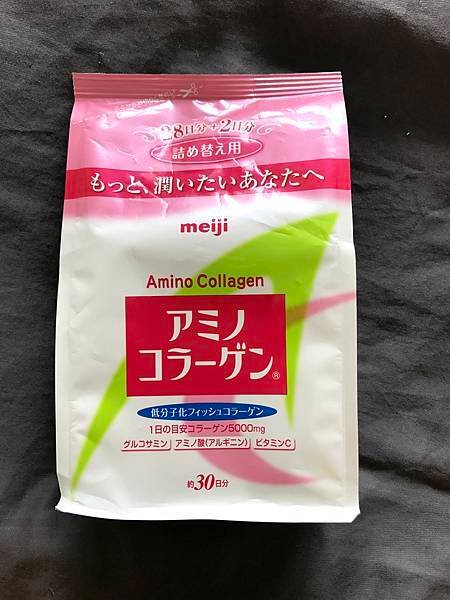 28日分+2日分
詰め替え用
もっと、潤いたいあなたへ
meiji
Amino Collagen
アミノ
コラーゲン®
低分子化フィッシュコラーゲン
1日の目安コラーゲン5000mg
グルコサミン アミノ酸(アルギニン) ビタミンC
約30日分